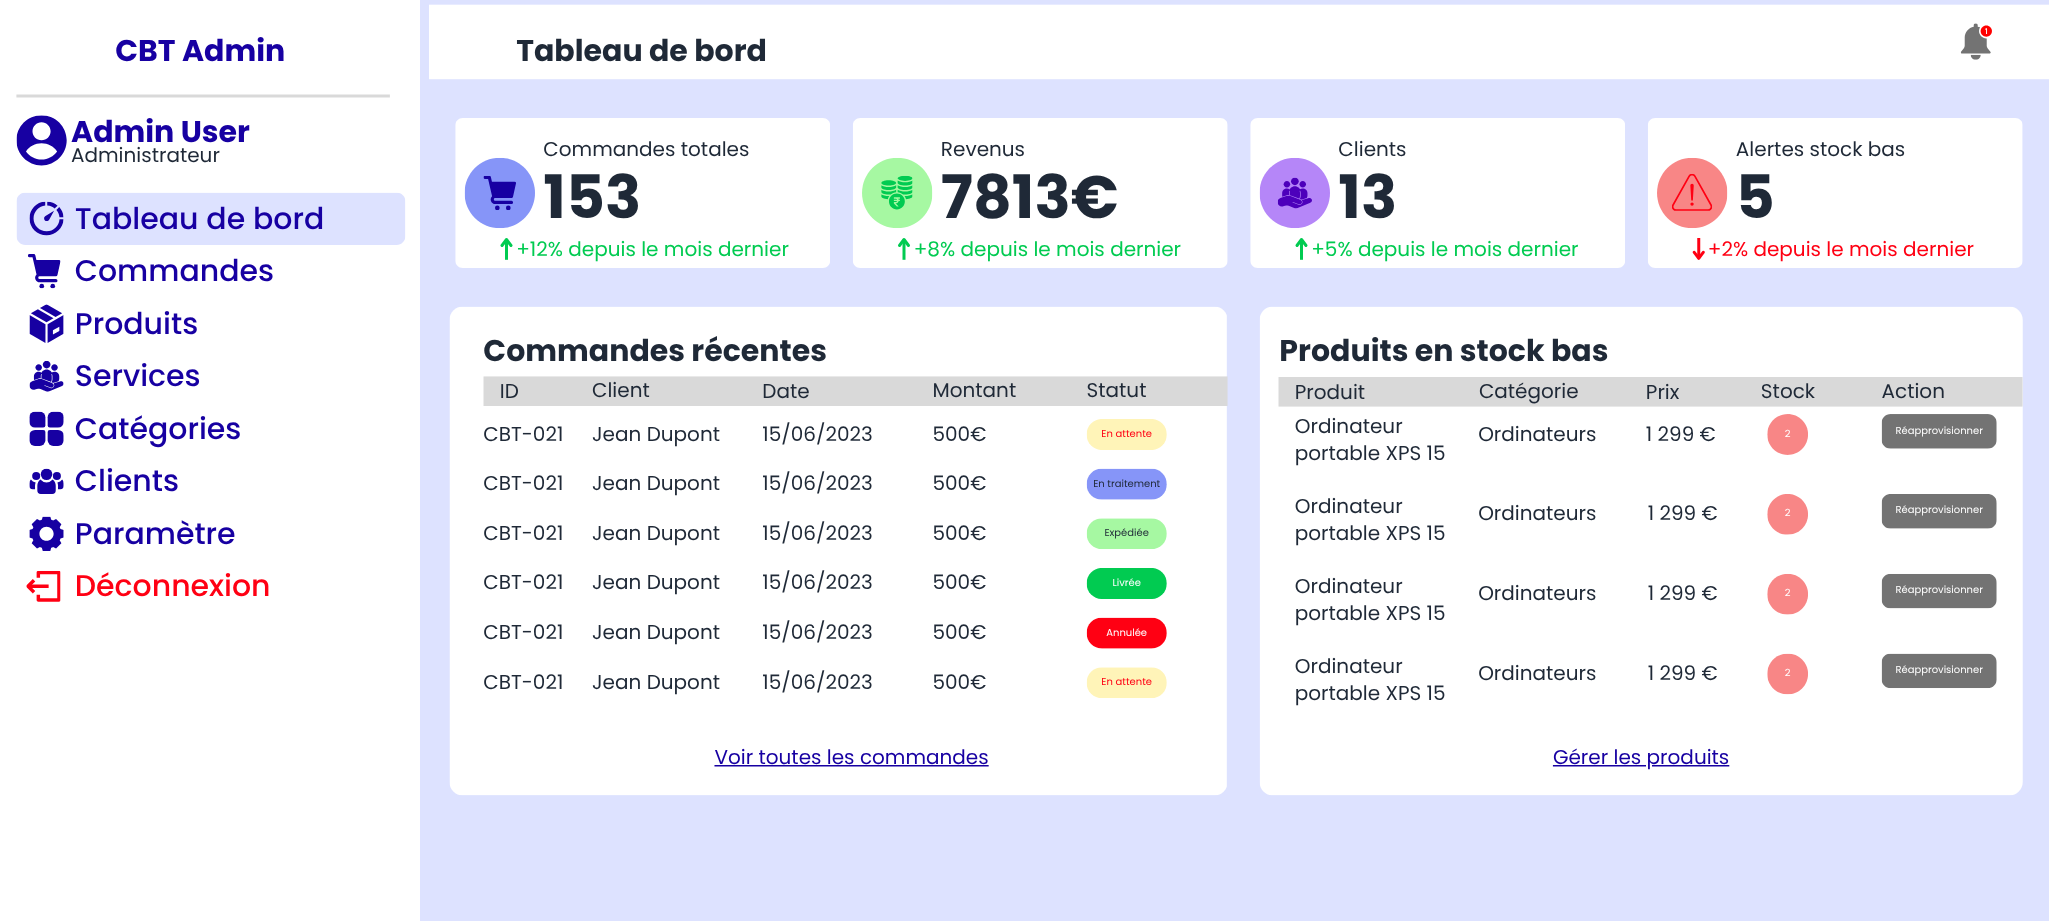 CBT Admin
Admin User
Administrateur
Tableau de bord
Commandes
Produits
Services
Catégories
Clients
Paramètre
Déconnexion
Tableau de bord
1
Commandes totales
153
+12% depuis le mois dernier
Revenus
7813€
+8% depuis le mois dernier
Clients
13
+5% depuis le mois dernier
Alertes stock bas
5
+2% depuis le mois dernier
Commandes récentes
ID Client Date Montant Statut
CBT-021 Jean Dupont 15/06/2023 500€ En attente
CBT-021 Jean Dupont 15/06/2023 500€ En traitement
CBT-021 Jean Dupont 15/06/2023 500€ Expédiée
CBT-021 Jean Dupont 15/06/2023 500€ Livrée
CBT-021 Jean Dupont 15/06/2023 500€ Annulée
CBT-021 Jean Dupont 15/06/2023 500€ En attente
Voir toutes les commandes
Produits en stock bas
Produit Catégorie Prix Stock Action
Ordinateur
portable XPS 15 Ordinateurs 1 299 € 2 Réapprovisionner
Ordinateur
portable XPS 15 Ordinateurs 1 299 € 2 Réapprovisionner
Ordinateur
portable XPS 15 Ordinateurs 1 299 € 2 Réapprovisionner
Ordinateur
portable XPS 15 Ordinateurs 1 299 € 2 Réapprovisionner
Gérer les produits